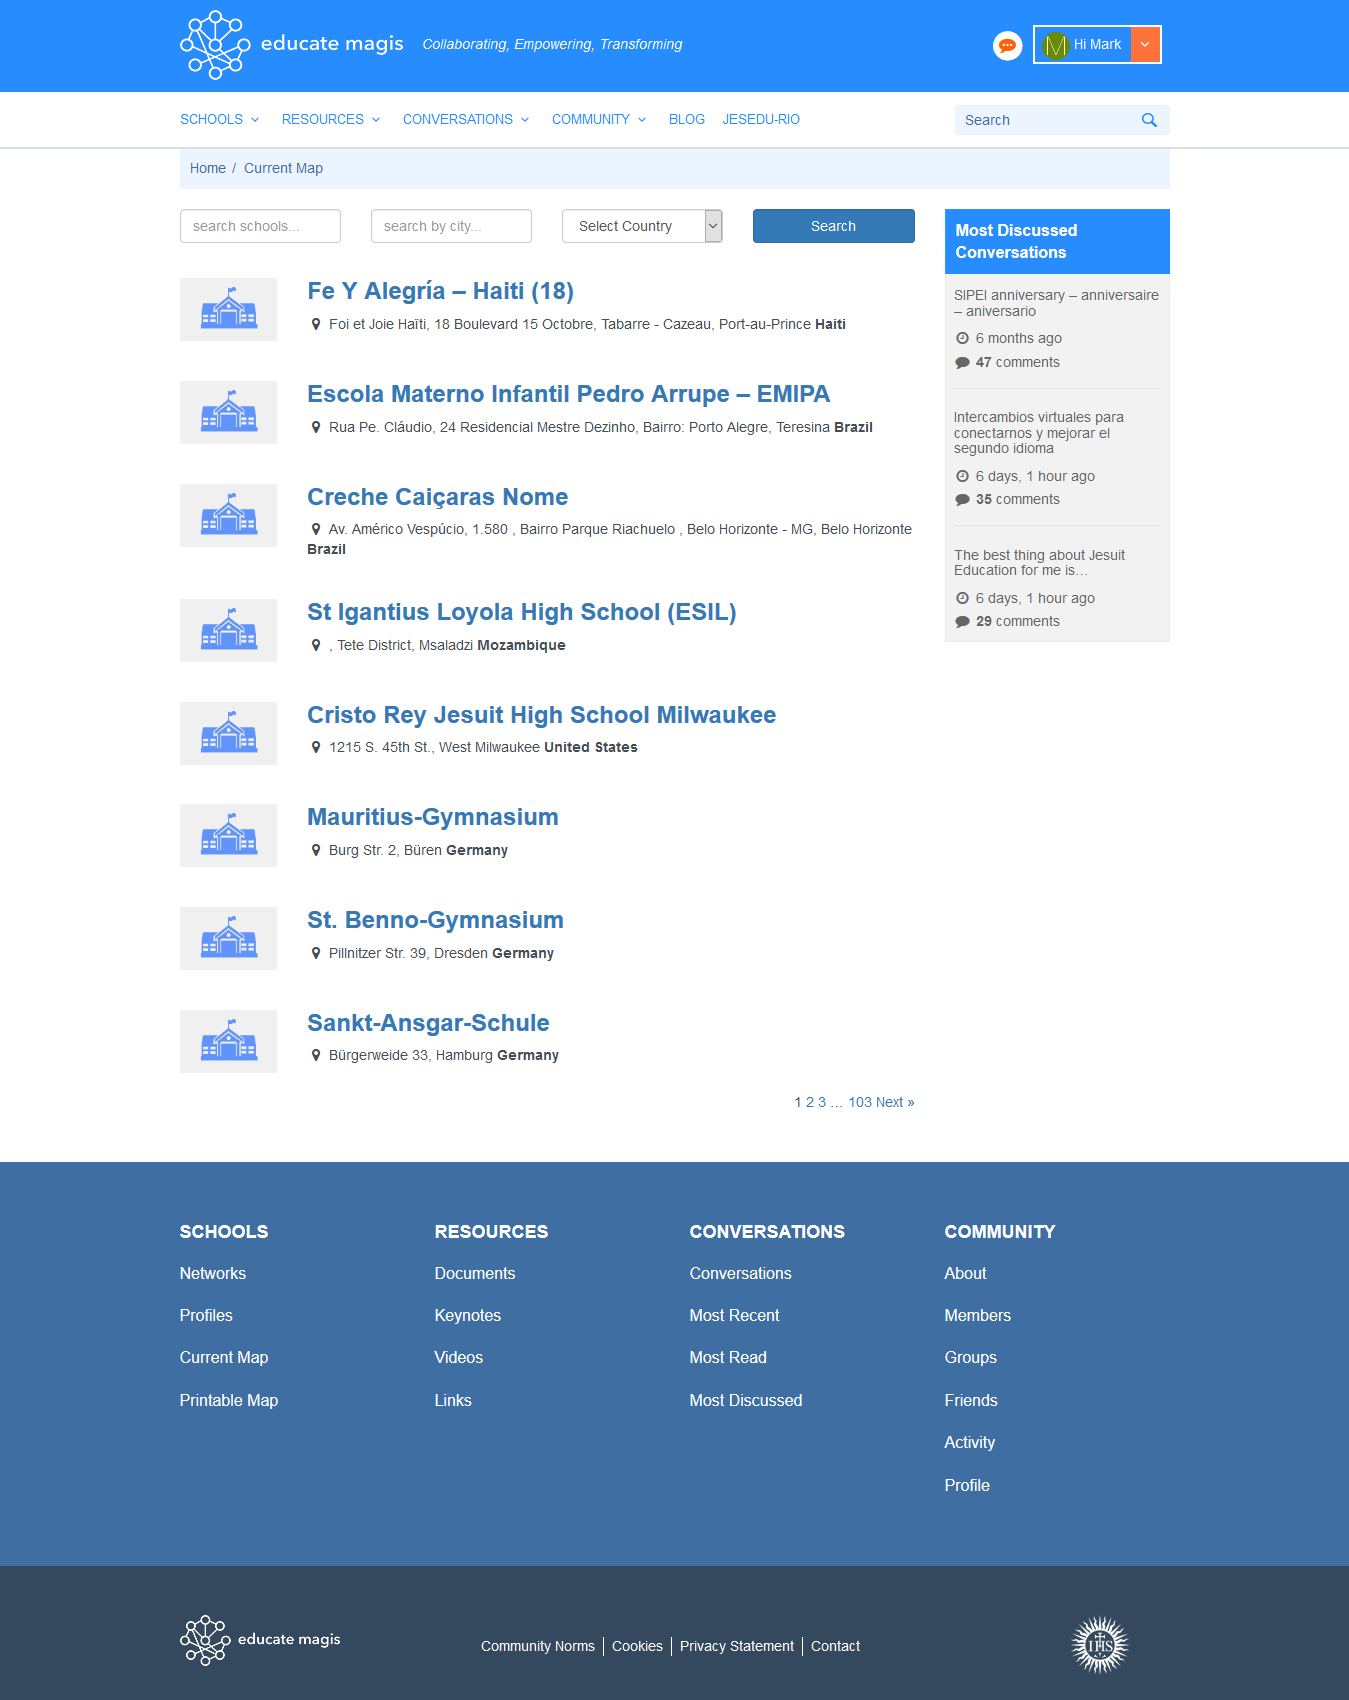 educate magis
Collaborating, Empowering, Transforming
Hi Mark
SCHOOLS
RESOURCES
CONVERSATIONS
COMMUNITY
BLOG
JESEDU-RIO
Search
Home / Current Map
search schools...
search by city...
Select Country
Search
Fe Y Alegría – Haiti (18)
Foi et Joie Haïti, 18 Boulevard 15 Octobre, Tabarre - Cazeau, Port-au-Prince Haiti
Escola Materno Infantil Pedro Arrupe – EMIPA
Rua Pe. Cláudio, 24 Residencial Mestre Dezinho, Bairro: Porto Alegre, Teresina Brazil
Creche Caiçaras Nome
Av. Américo Vespúcio, 1.580 , Bairro Parque Riachuelo , Belo Horizonte - MG, Belo Horizonte
Brazil
St Igantius Loyola High School (ESIL)
, Tete District, Msaladzi Mozambique
Cristo Rey Jesuit High School Milwaukee
1215 S. 45th St., West Milwaukee United States
Mauritius-Gymnasium
Burg Str. 2, Büren Germany
St. Benno-Gymnasium
Pillnitzer Str. 39, Dresden Germany
Sankt-Ansgar-Schule
Bürgerweide 33, Hamburg Germany
1 2 3 … 103 Next »
Most Discussed
Conversations
SIPEI anniversary – anniversaire
– aniversario
6 months ago
47 comments
Intercambios virtuales para
conectarnos y mejorar el
segundo idioma
6 days, 1 hour ago
35 comments
The best thing about Jesuit
Education for me is…
6 days, 1 hour ago
29 comments
SCHOOLS
Networks
Profiles
Current Map
Printable Map
RESOURCES
Documents
Keynotes
Videos
Links
CONVERSATIONS
Conversations
Most Recent
Most Read
Most Discussed
COMMUNITY
About
Members
Groups
Friends
Activity
Profile
educate magis
Community Norms
Cookies
Privacy Statement
Contact
IHS